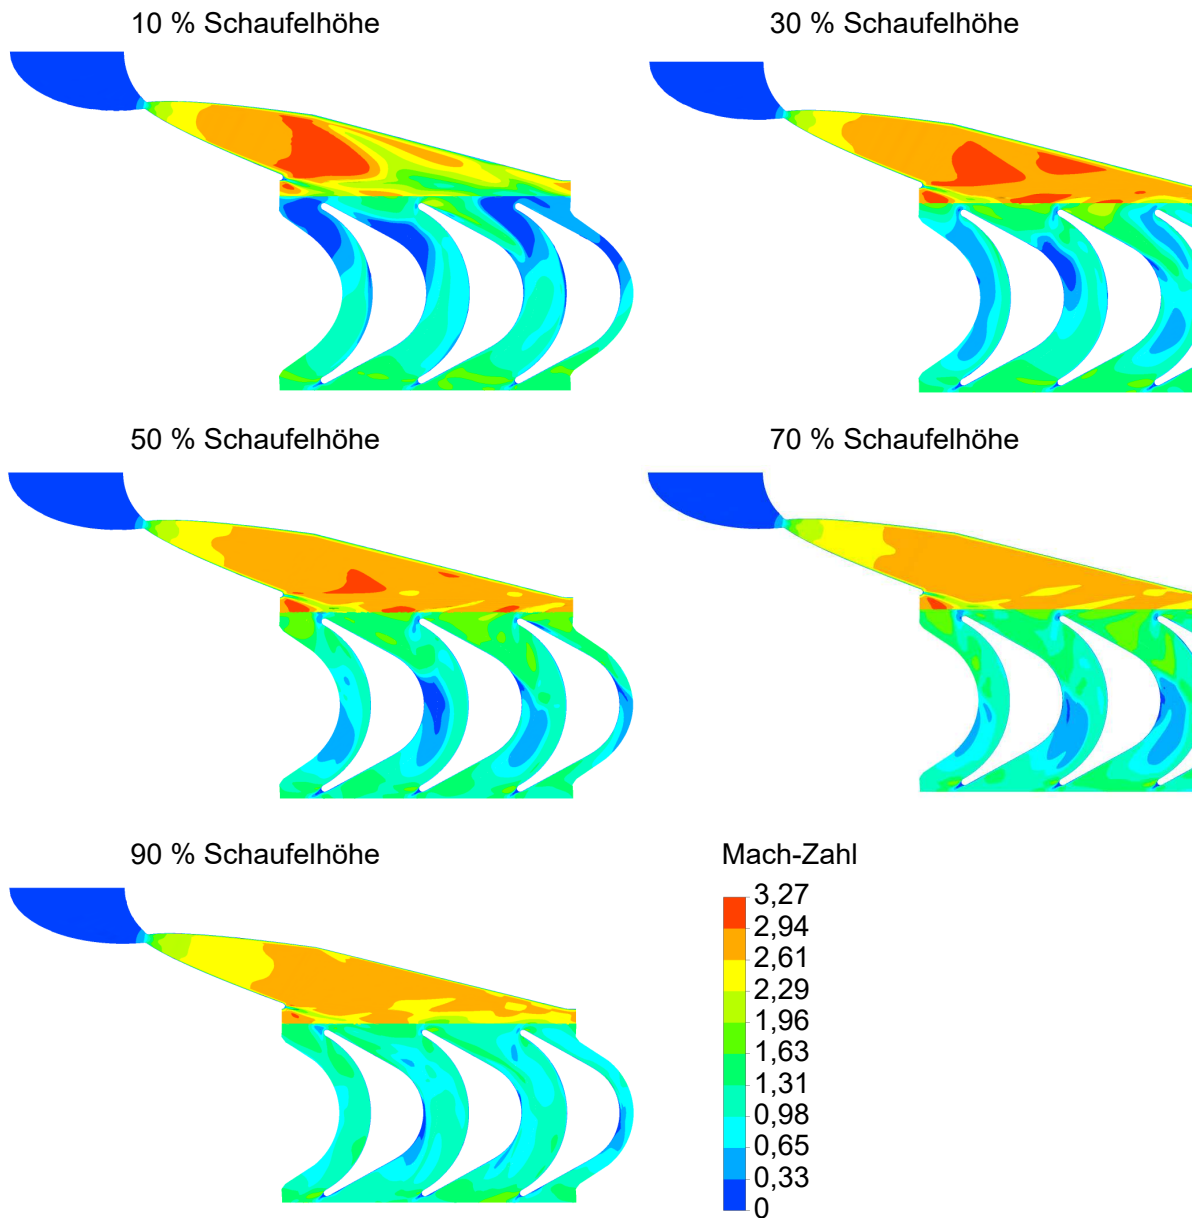 10 % Schaufelhöhe
30 % Schaufelhöhe
50 % Schaufelhöhe
70 % Schaufelhöhe
90 % Schaufelhöhe
Mach-Zahl
3,27
2,94
2,61
2,29
1,96
1,63
1,31
0,98
0,65
0,33
0